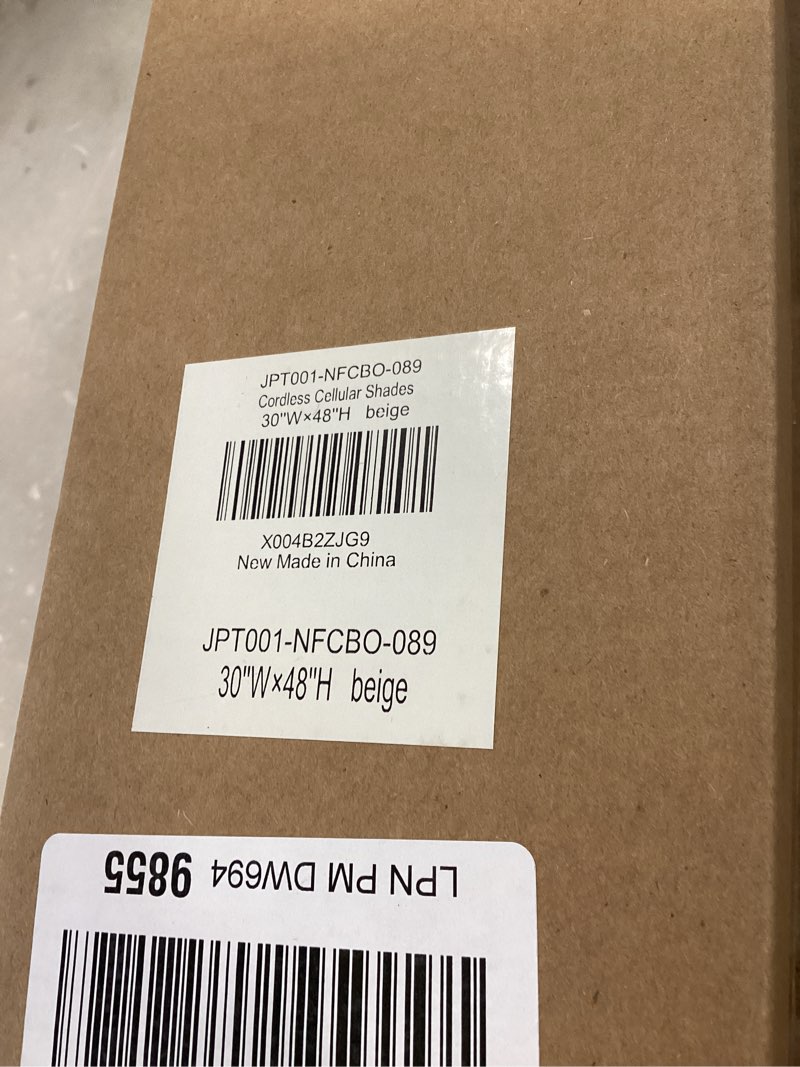 JPT001-NFCBO-089
Cordless Cellular Shades
30"W×48"H beige
X004B2ZJG9
New Made in China
JPT001-NFCBO-089
30"W×48"H beige
LPN PM DW694 9855